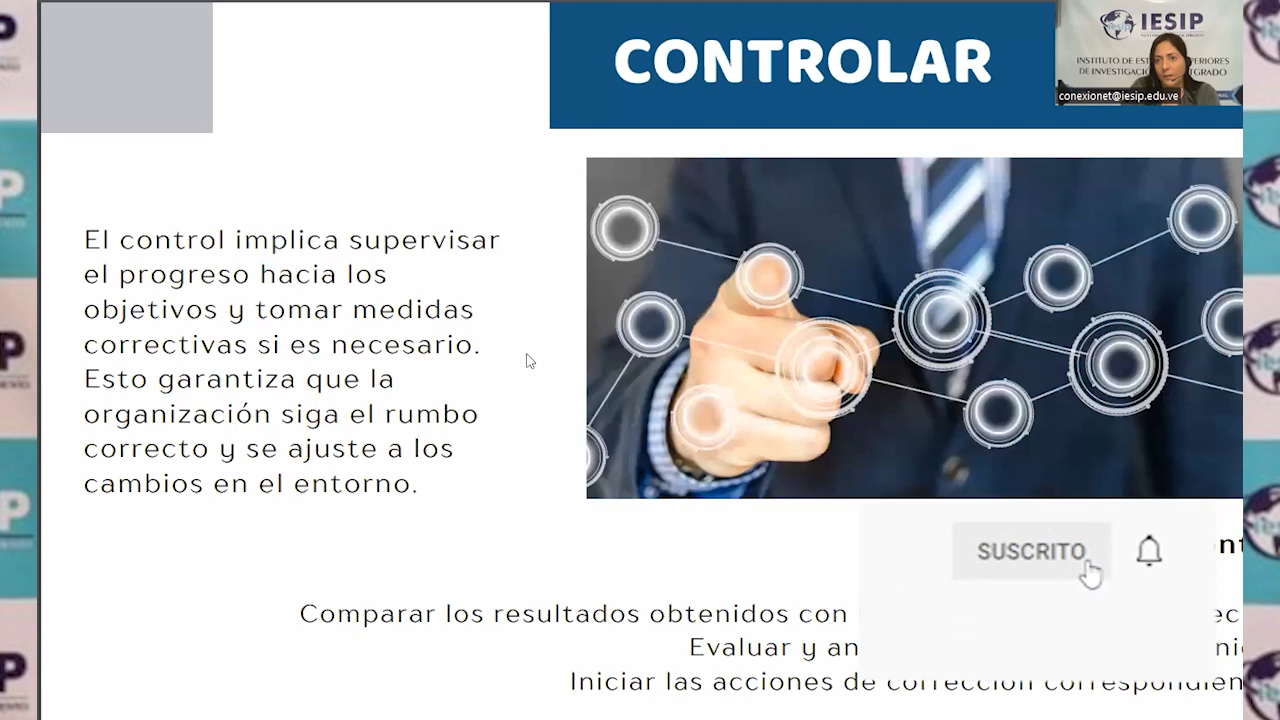 CONTROLAR
IESIP
conexionet@iesip.edu.ve
El control implica supervisar
el progreso hacia los
objetivos y tomar medidas
correctivas si es necesario.
Esto garantiza que la
organización siga el rumbo
correcto y se ajuste a los
cambios en el entorno.
SUSCRITO
Comparar los resultados obtenidos con
Evaluar y
Iniciar las acciones de corrección